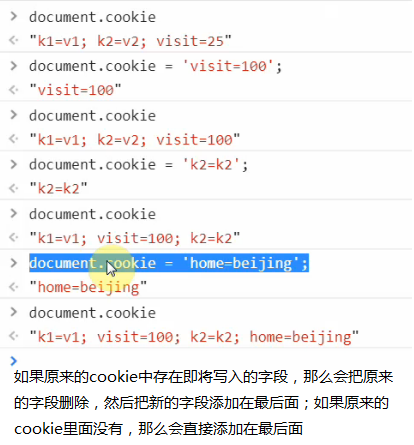 > document.cookie
< "k1=v1; k2=v2; visit=25"
> document.cookie = 'visit=100';
< "visit=100"
> document.cookie
< "k1=v1; k2=v2; visit=100"
> document.cookie = 'k2=k2';
< "k2=k2"
> document.cookie
< "k1=v1; visit=100; k2=k2"
> document.cookie = 'home=beijing';
< "home=beijing"
> document.cookie
< "k1=v1; visit=100; k2=k2; home=beijing"
>
如果原来的cookie中存在即将写入的字段，那么会把原来
的字段删除，然后把新的字段添加在最后面；如果原来的
cookie里面没有，那么会直接添加在最后面